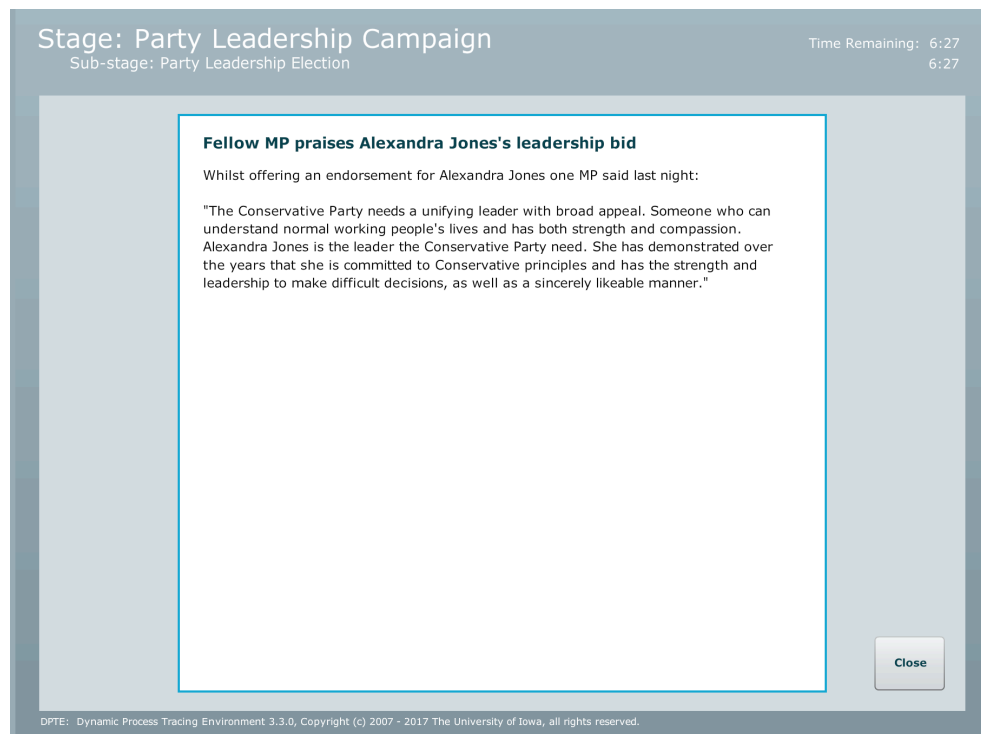 Stage: Party Leadership Campaign
Sub-stage: Party Leadership Election
Time Remaining: 6:27
6:27
Fellow MP praises Alexandra Jones's leadership bid
Whilst offering an endorsement for Alexandra Jones one MP said last night:
"The Conservative Party needs a unifying leader with broad appeal. Someone who can
understand normal working people's lives and has both strength and compassion.
Alexandra Jones is the leader the Conservative Party need. She has demonstrated over
the years that she is committed to Conservative principles and has the strength and
leadership to make difficult decisions, as well as a sincerely likeable manner."
Close
DPTE: Dynamic Process Tracing Environment 3.3.0, Copyright (c) 2007 - 2017 The University of Iowa, all rights reserved.